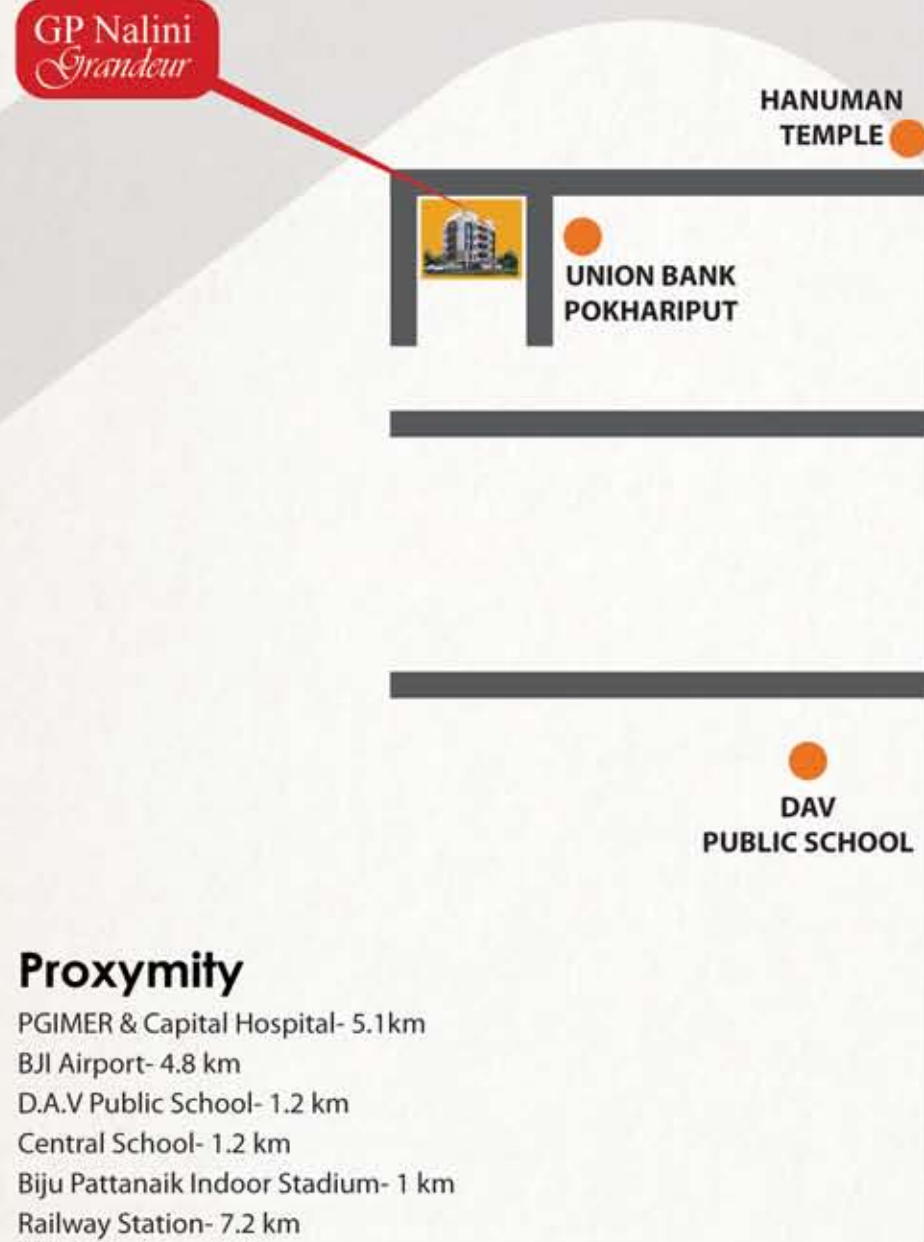 GP Nalini
Grandeur
HANUMAN
TEMPLE
UNION BANK
POKHARIPUT
DAV
PUBLIC SCHOOL
Proxymity
PGIMER & Capital Hospital- 5.1km
BJI Airport- 4.8 km
D.A.V Public School- 1.2 km
Central School- 1.2 km
Biju Pattanaik Indoor Stadium- 1 km
Railway Station- 7.2 km